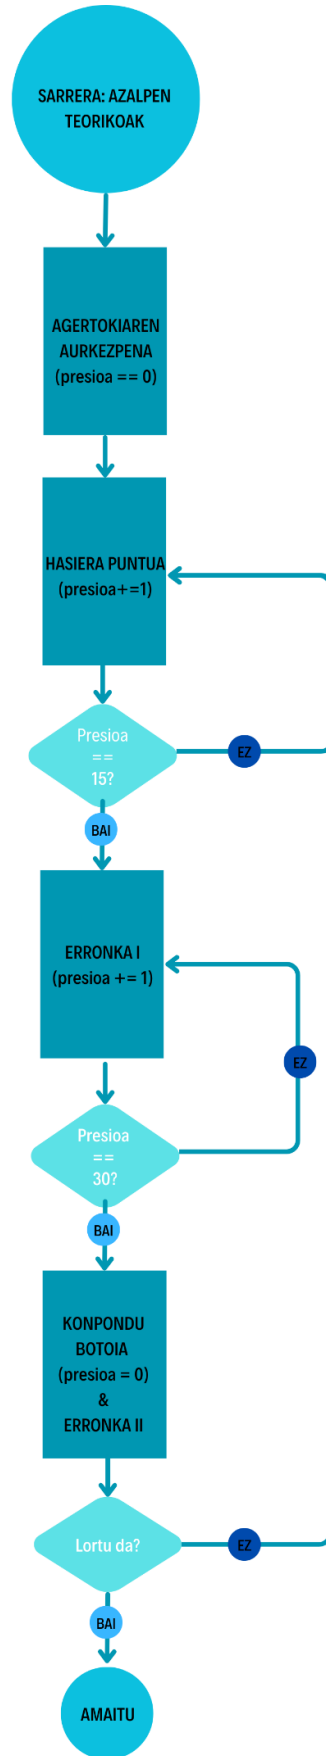 SARRERA: AZALPEN
TEORIKOAK
AGERTOKIAREN
AURKEZPENA
(presioa == 0)
HASIERA PUNTUA
(presioa+=1)
Presioa
==
15?
EZ
BAI
ERRONKA I
(presioa += 1)
EZ
Presioa
==
30?
BAI
KONPONDU
BOTOIA
(presioa = 0)
&
ERRONKA II
Lortu da?
EZ
BAI
AMAITU